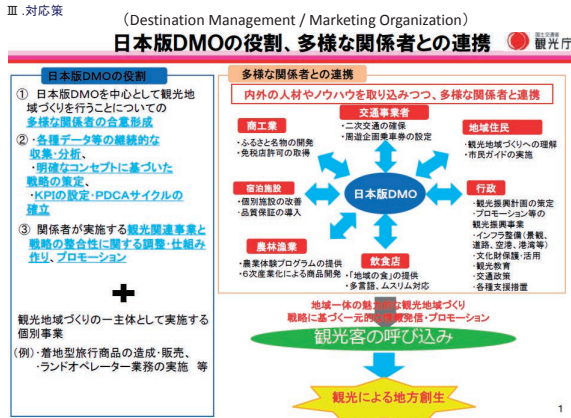 Ⅲ.対応策
(Destination Management / Marketing Organization)
日本版DMOの役割、多様な関係者との連携
国土交通省
観光庁
日本版DMOの役割
① 日本版DMOを中心として観光地
域づくりを行うことについての
多様な関係者の合意形成
② ・各種データ等の継続的な
収集・分析、
・明確なコンセプトに基づいた
戦略の策定、
・KPIの設定・PDCAサイクルの
確立
③ 関係者が実施する観光関連事業と
戦略の整合性に関する調整・仕組み
作り、プロモーション
+
観光地域づくりの一主体として実施する
個別事業
(例)・着地型旅行商品の造成・販売、
・ランドオペレーター業務の実施 等
多様な関係者との連携
内外の人材やノウハウを取り込みつつ、多様な関係者と連携
交通事業者
・二次交通の確保
・周遊企画乗車券の設定
商工業
・ふるさと名物の開発
・免税店許可の取得
地域住民
・観光地域づくりへの理解
・市民ガイドの実施
宿泊施設
・個別施設の改善
・品質保証の導入
日本版DMO
行政
・観光振興計画の策定
・プロモーション等の
観光振興事業
・インフラ整備(景観、
道路、空港、港湾等)
・文化財保護・活用
・観光教育
・交通政策
・各種支援措置
農林漁業
・農業体験プログラムの提供
・6次産業化による商品開発
飲食店
・「地域の食」の提供
・多言語、ムスリム対応
地域一体の魅力的な観光地域づくり
戦略に基づく一元的な情報発信・プロモーション
観光客の呼び込み
観光による地方創生
1